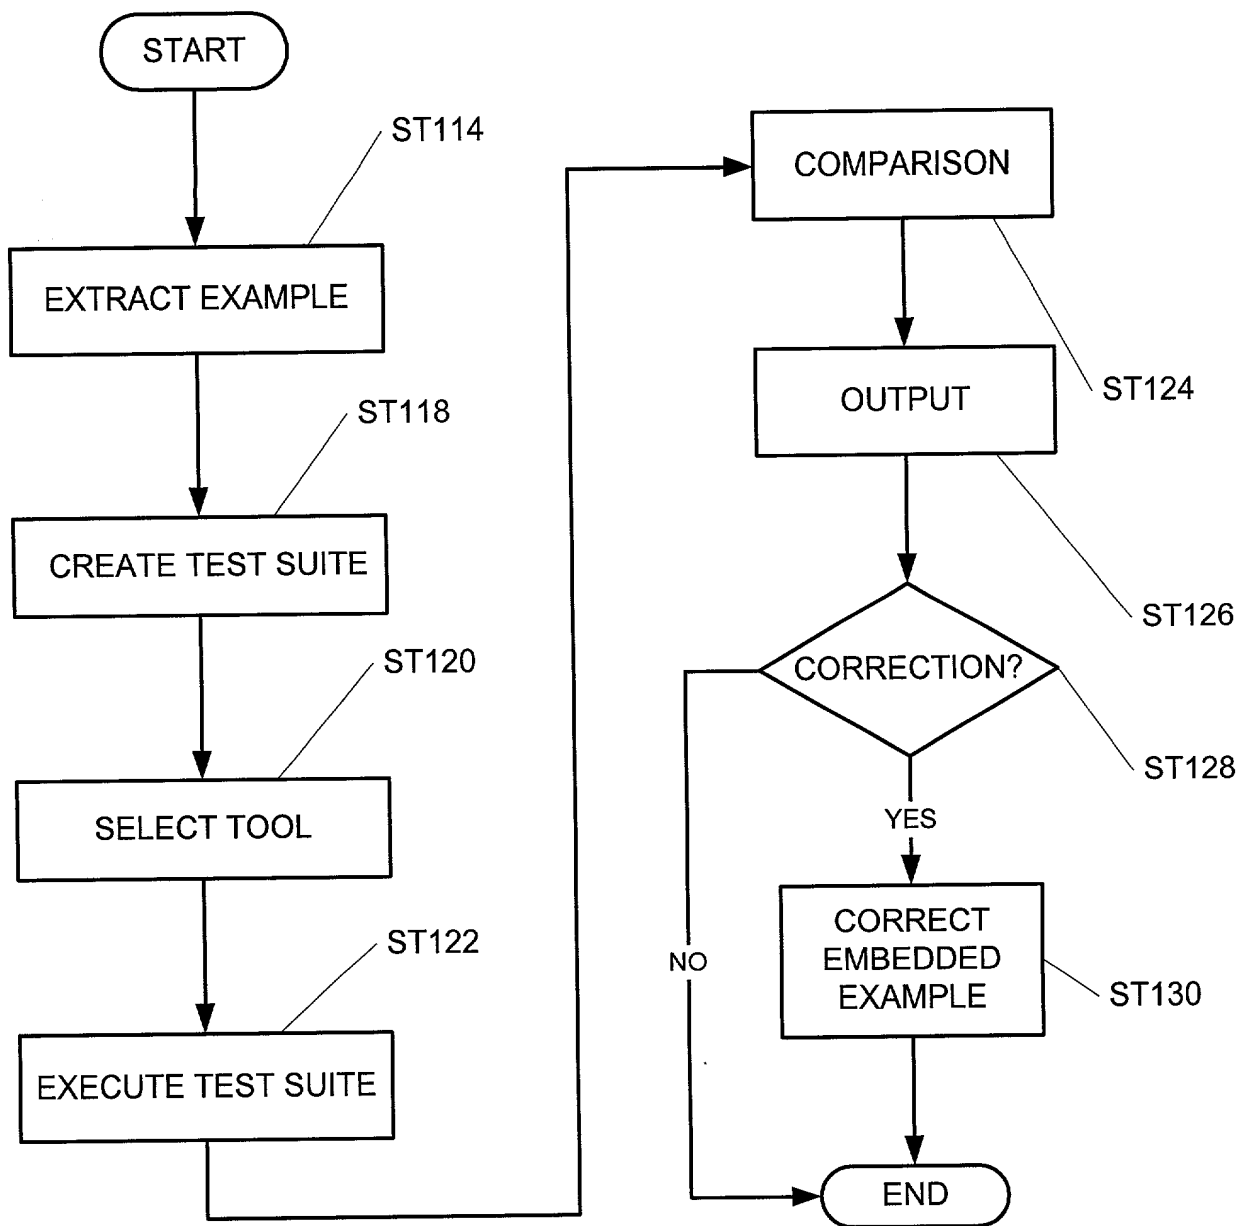 START
ST114
EXTRACT EXAMPLE
ST118
CREATE TEST SUITE
ST120
SELECT TOOL
ST122
EXECUTE TEST SUITE
COMPARISON
ST124
OUTPUT
ST126
CORRECTION?
ST128
YES
NO
CORRECT
EMBEDDED
EXAMPLE
ST130
END